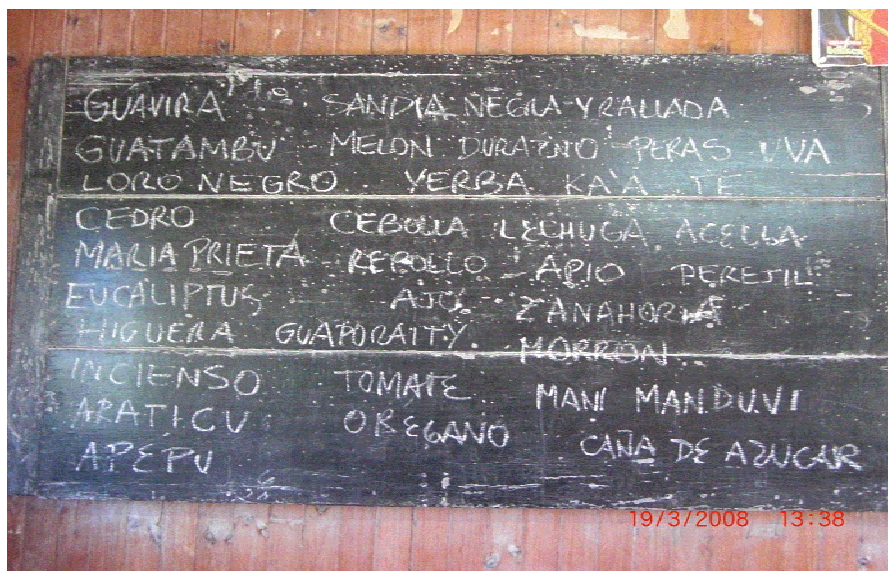 GUAVIRA SANDIA NEGRA Y RALLADA
GUATAMBU MELON DURAZNO PERAS UVA
LORO NEGRO YERBA KA'A TE
CEDRO CEBOLLA LECHUGA ACELLA
MARIA PRIETA REBOLLO APIO PEREJIL
EUCALIPTUS AJO ZANAHORIA
HIGUERA GUAPORAITY MORRON
INCIENSO TOMATE MANI MANDUVI
ARATICU OREGANO CAÑA DE AZUCAR
APEPU
19/3/2008 13:38